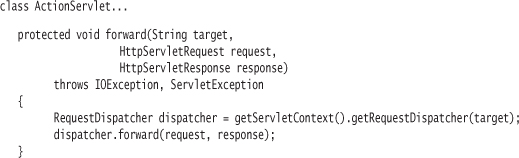 class ActionServlet...
protected void forward(String target,
HttpServletRequest request,
HttpServletResponse response)
throws IOException, ServletException
{
RequestDispatcher dispatcher = getServletContext().getRequestDispatcher(target);
dispatcher.forward(request, response);
}